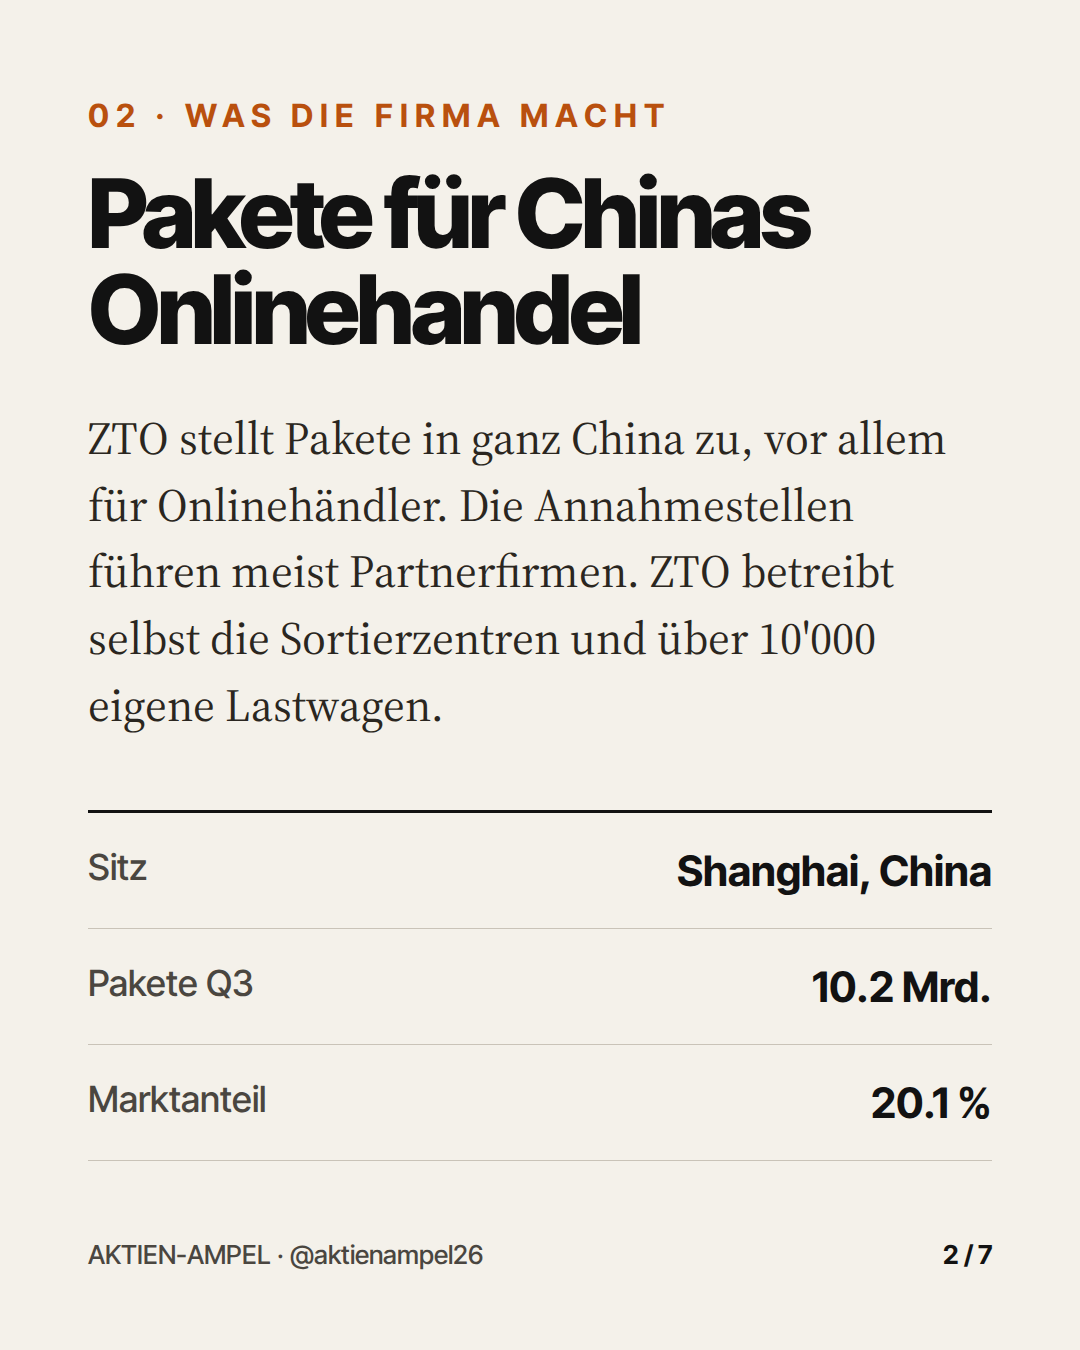 02 · WAS DIE FIRMA MACHT
Pakete für Chinas
Onlinehandel
ZTO stellt Pakete in ganz China zu, vor allem
für Onlinehändler. Die Annahmestellen
führen meist Partnerfirmen. ZTO betreibt
selbst die Sortierzentren und über 10'000
eigene Lastwagen.
Sitz Shanghai, China
Pakete Q3 10.2 Mrd.
Marktanteil 20.1 %
AKTIEN-AMPEL · @aktienampel26 2 / 7